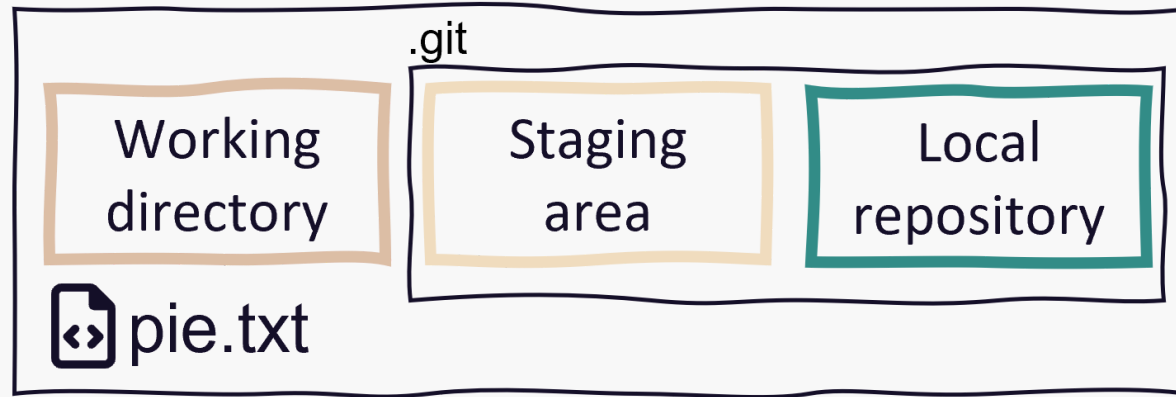 .git
Working
directory
Staging
area
Local
repository
pie.txt